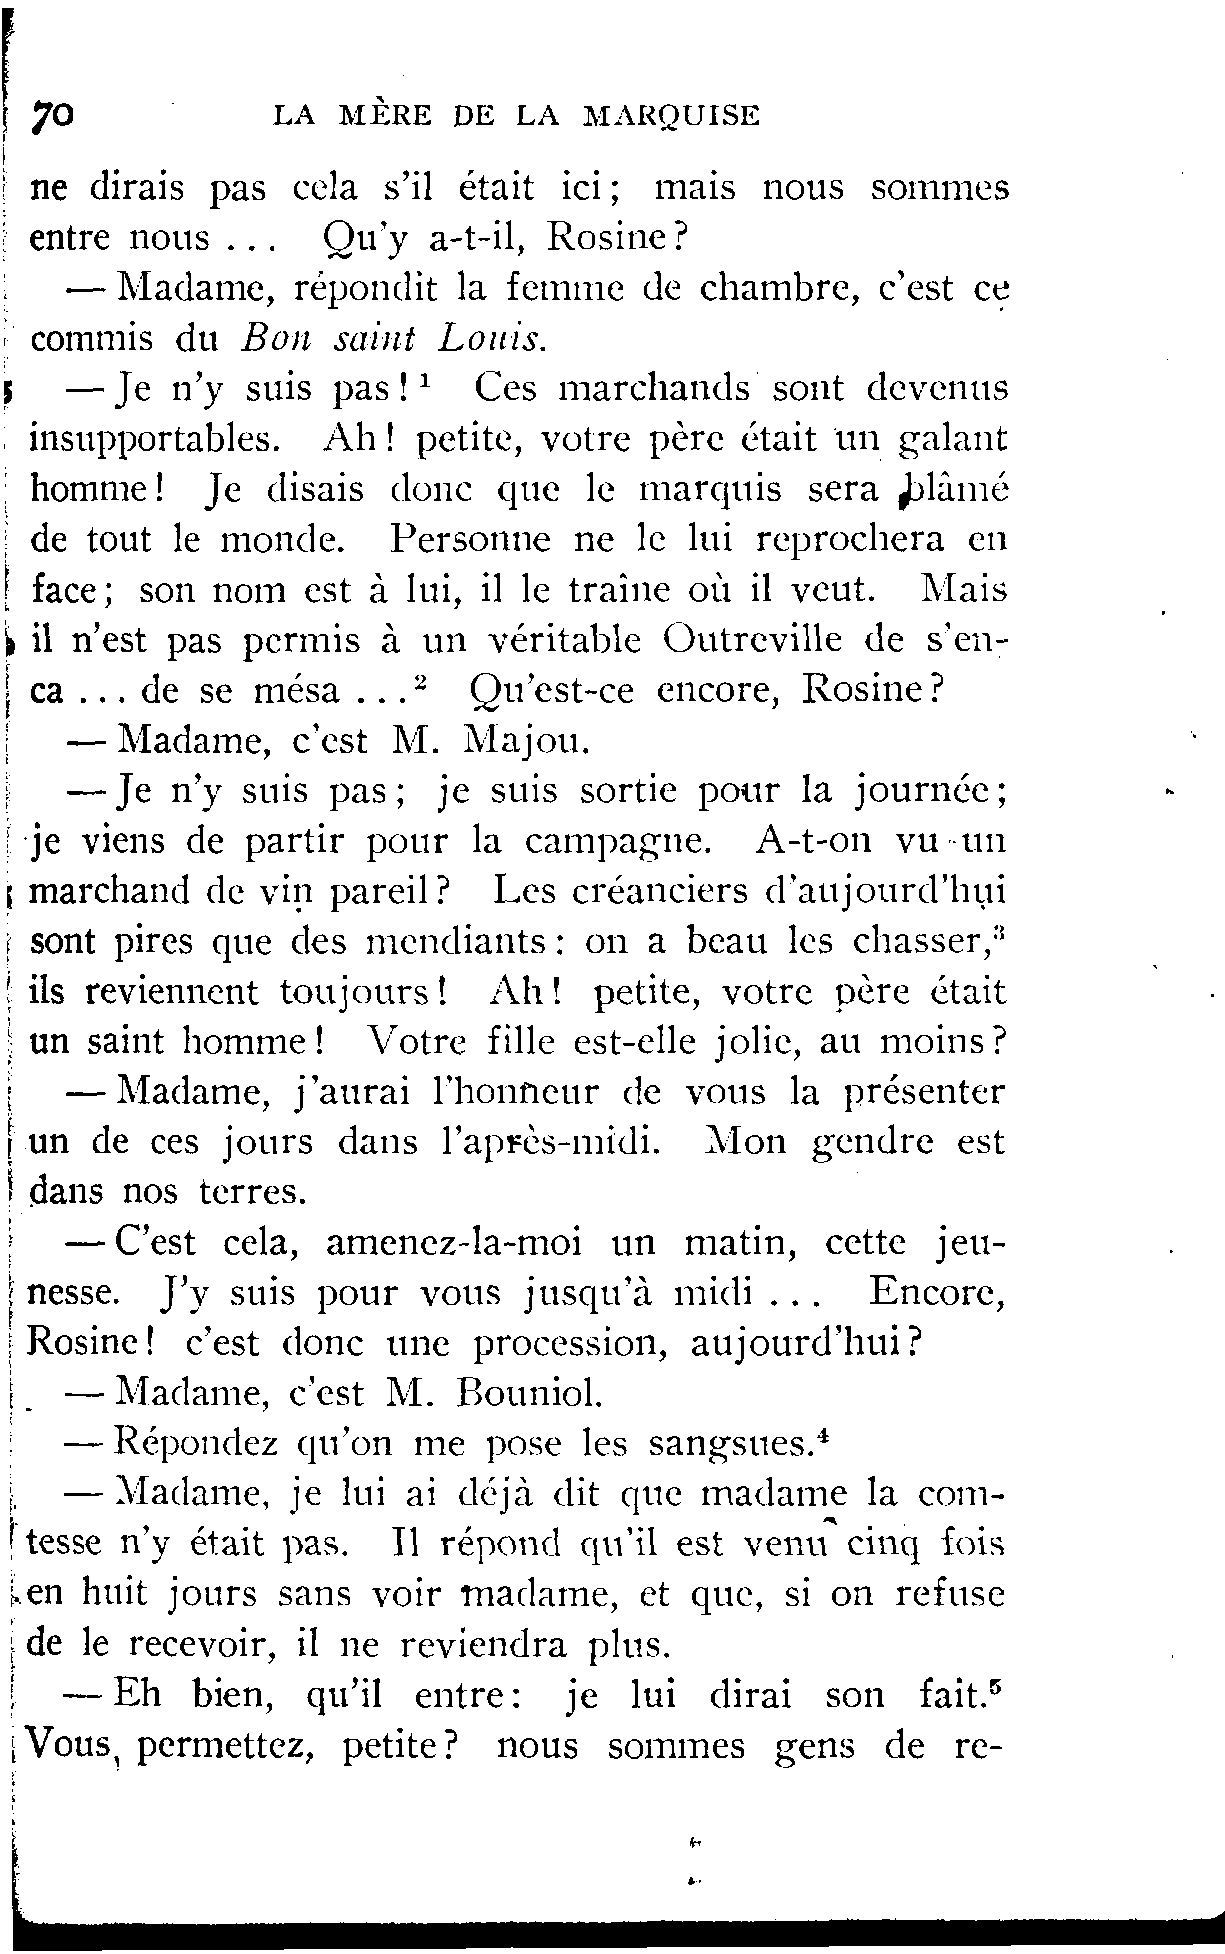 70 LA MÈRE DE LA MARQUISE
ne dirais pas cela s'il était ici; mais nous sommes
entre nous ... Qu'y a-t-il, Rosine?
— Madame, répondit la femme de chambre, c'est ce
commis du Bon saint Louis.
— Je n'y suis pas!¹ Ces marchands sont devenus
insupportables. Ah! petite, votre père était un galant
homme! Je disais donc que le marquis sera blâmé
de tout le monde. Personne ne le lui reprochera en
face; son nom est à lui, il le traîne où il veut. Mais
il n'est pas permis à un véritable Outreville de s'en-
ca ... de se mésa ...² Qu'est-ce encore, Rosine?
— Madame, c'est M. Majou.
— Je n'y suis pas; je suis sortie pour la journée;
je viens de partir pour la campagne. A-t-on vu un
marchand de vin pareil? Les créanciers d'aujourd'hui
sont pires que des mendiants: on a beau les chasser,³
ils reviennent toujours! Ah! petite, votre père était
un saint homme! Votre fille est-elle jolie, au moins?
— Madame, j'aurai l'honneur de vous la présenter
un de ces jours dans l'après-midi. Mon gendre est
dans nos terres.
— C'est cela, amenez-la-moi un matin, cette jeu-
nesse. J'y suis pour vous jusqu'à midi ... Encore,
Rosine! c'est donc une procession, aujourd'hui?
— Madame, c'est M. Bouniol.
— Répondez qu'on me pose les sangsues.⁴
— Madame, je lui ai déjà dit que madame la com-
tesse n'y était pas. Il répond qu'il est venu cinq fois
en huit jours sans voir madame, et que, si on refuse
de le recevoir, il ne reviendra plus.
— Eh bien, qu'il entre: je lui dirai son fait.⁵
Vous, permettez, petite? nous sommes gens de re-